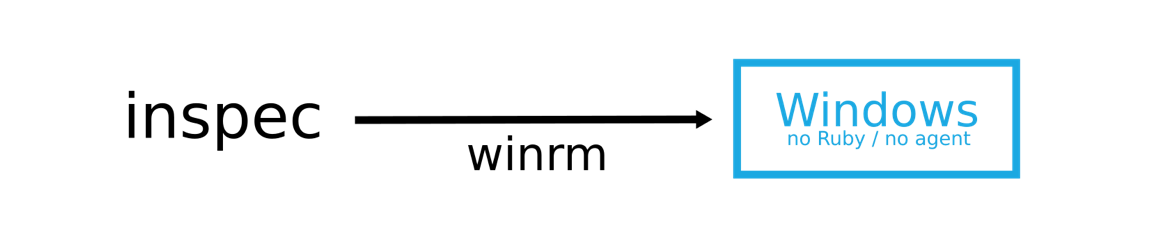 inspec
winrm
Windows
no Ruby / no agent